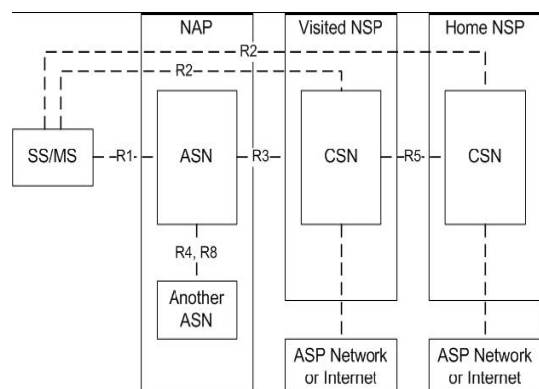 NAP
Visited NSP
Home NSP
R2
R2
SS/MS
R1
ASN
R3
CSN
R5
CSN
R4, R8
Another
ASN
ASP Network
or Internet
ASP Network
or Internet